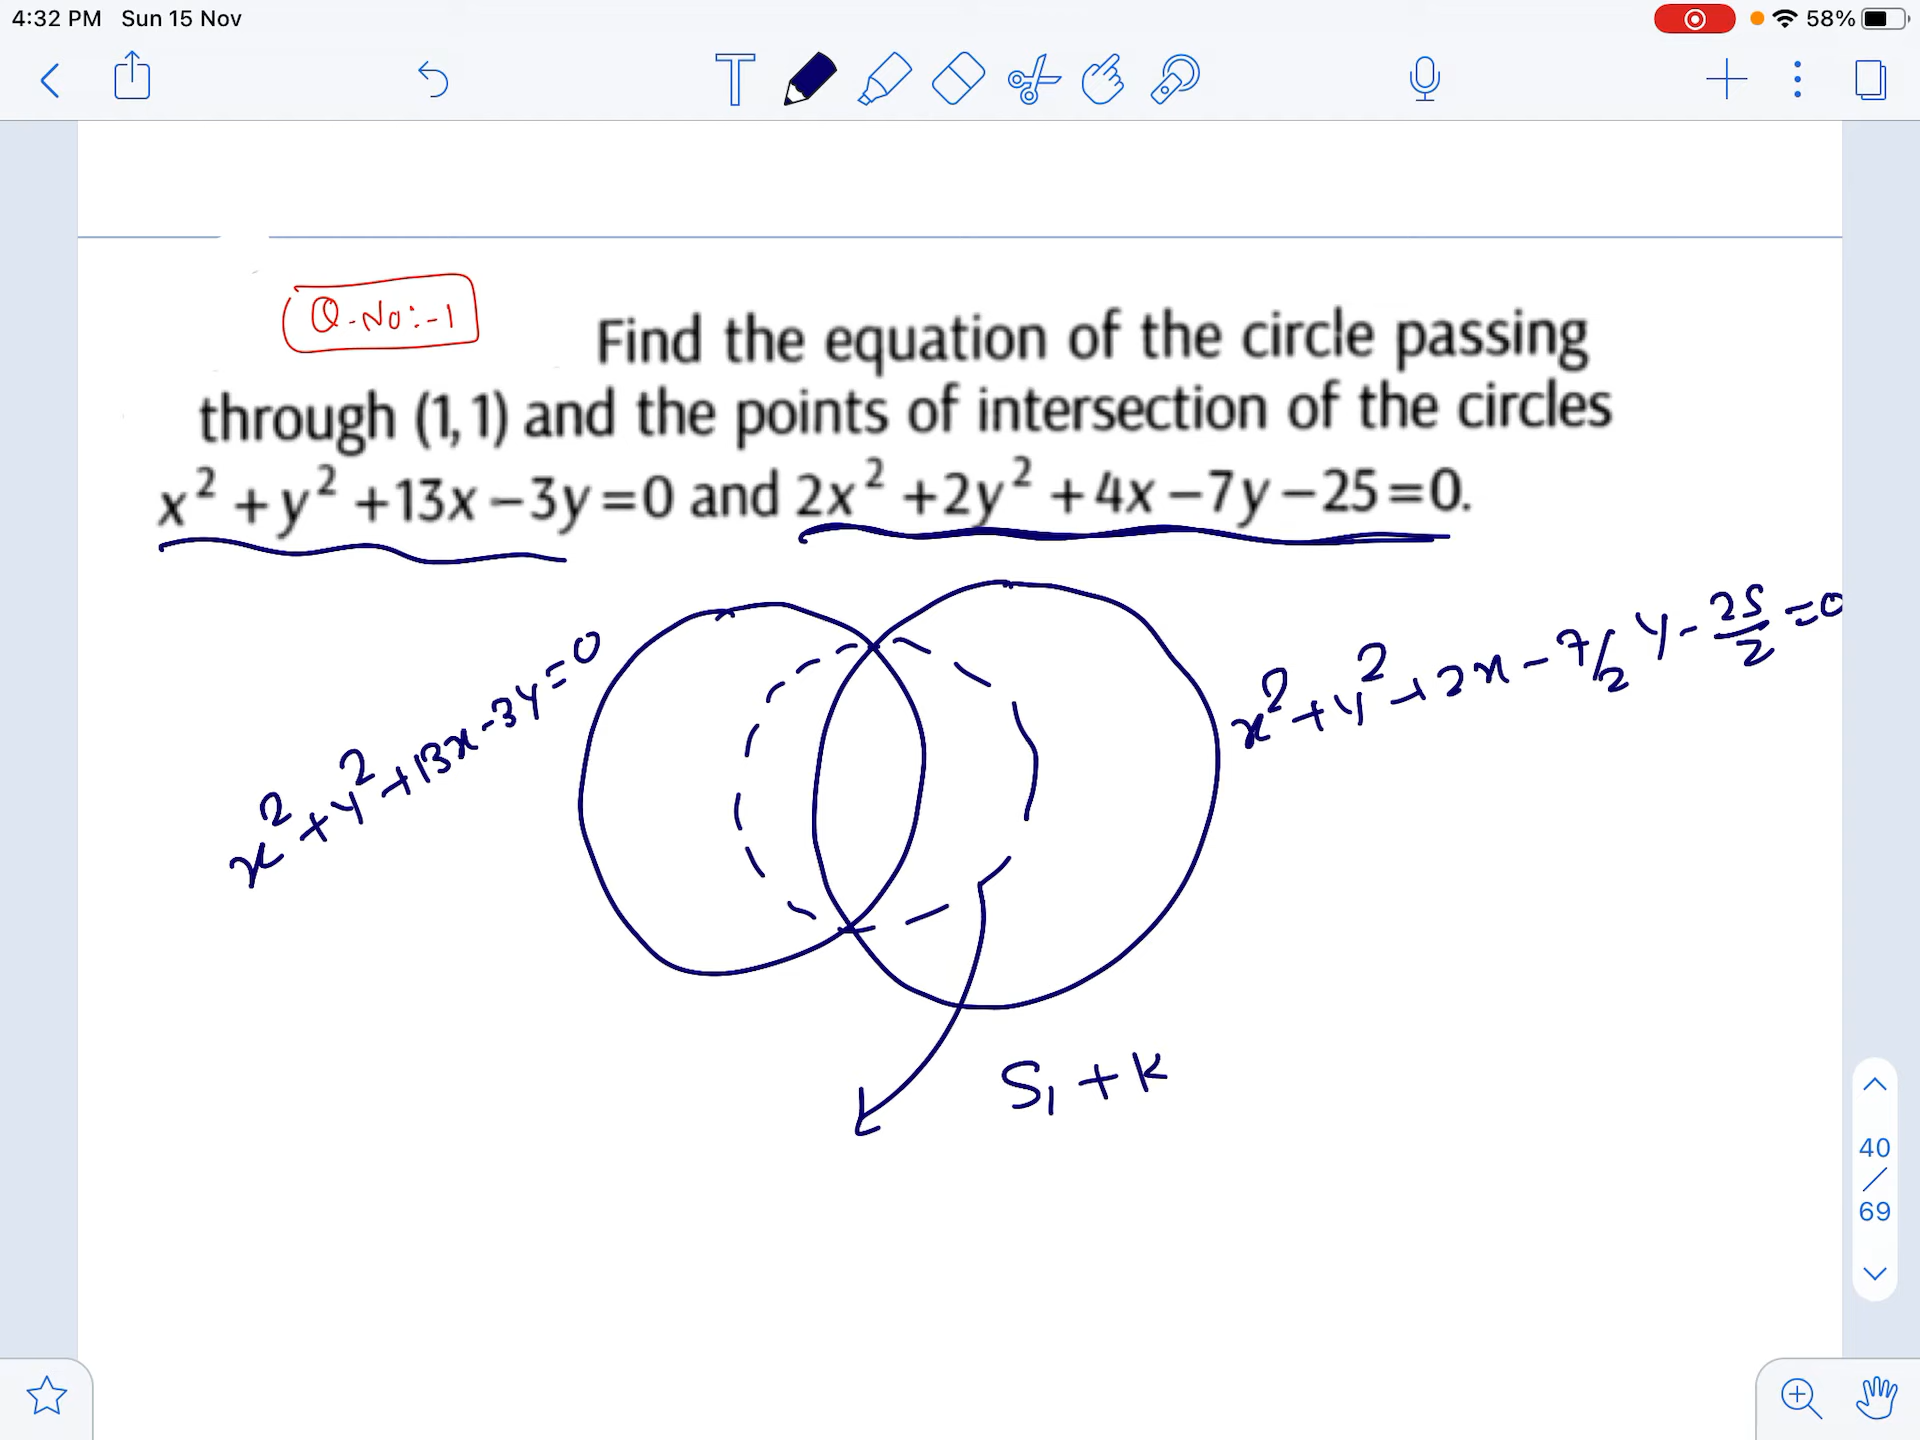 4:32 PM Sun 15 Nov
58%
T
Q-No:-1
Find the equation of the circle passing
through (1, 1) and the points of intersection of the circles
x² + y² + 13x – 3y = 0 and 2x² + 2y² + 4x – 7y – 25 = 0.
x² + y² + 13x - 3y = 0
x² + y² + 2x - 7/2 y - 25/2 = 0
S₁ + k
40
/
69